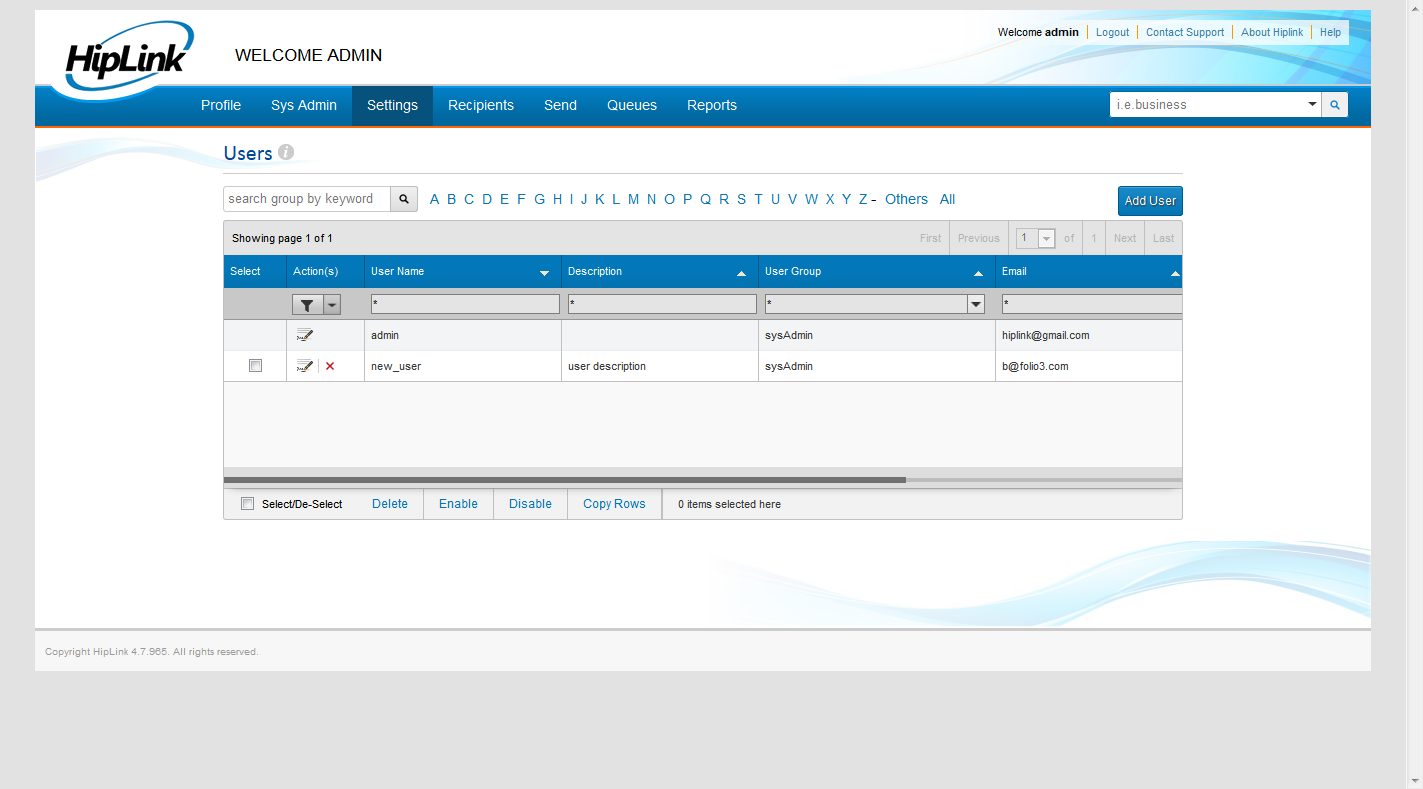 HipLink
WELCOME ADMIN
Welcome admin Logout Contact Support About Hiplink Help
Profile Sys Admin Settings Recipients Send Queues Reports i.e.business
Users i
search group by keyword A B C D E F G H I J K L M N O P Q R S T U V W X Y Z - Others All Add User
Showing page 1 of 1 First Previous 1 of 1 Next Last
Select Action(s) User Name Description User Group Email
* * * *
admin sysAdmin hiplink@gmail.com
new_user user description sysAdmin b@folio3.com
Select/De-Select Delete Enable Disable Copy Rows 0 items selected here
Copyright HipLink 4.7.965. All rights reserved.